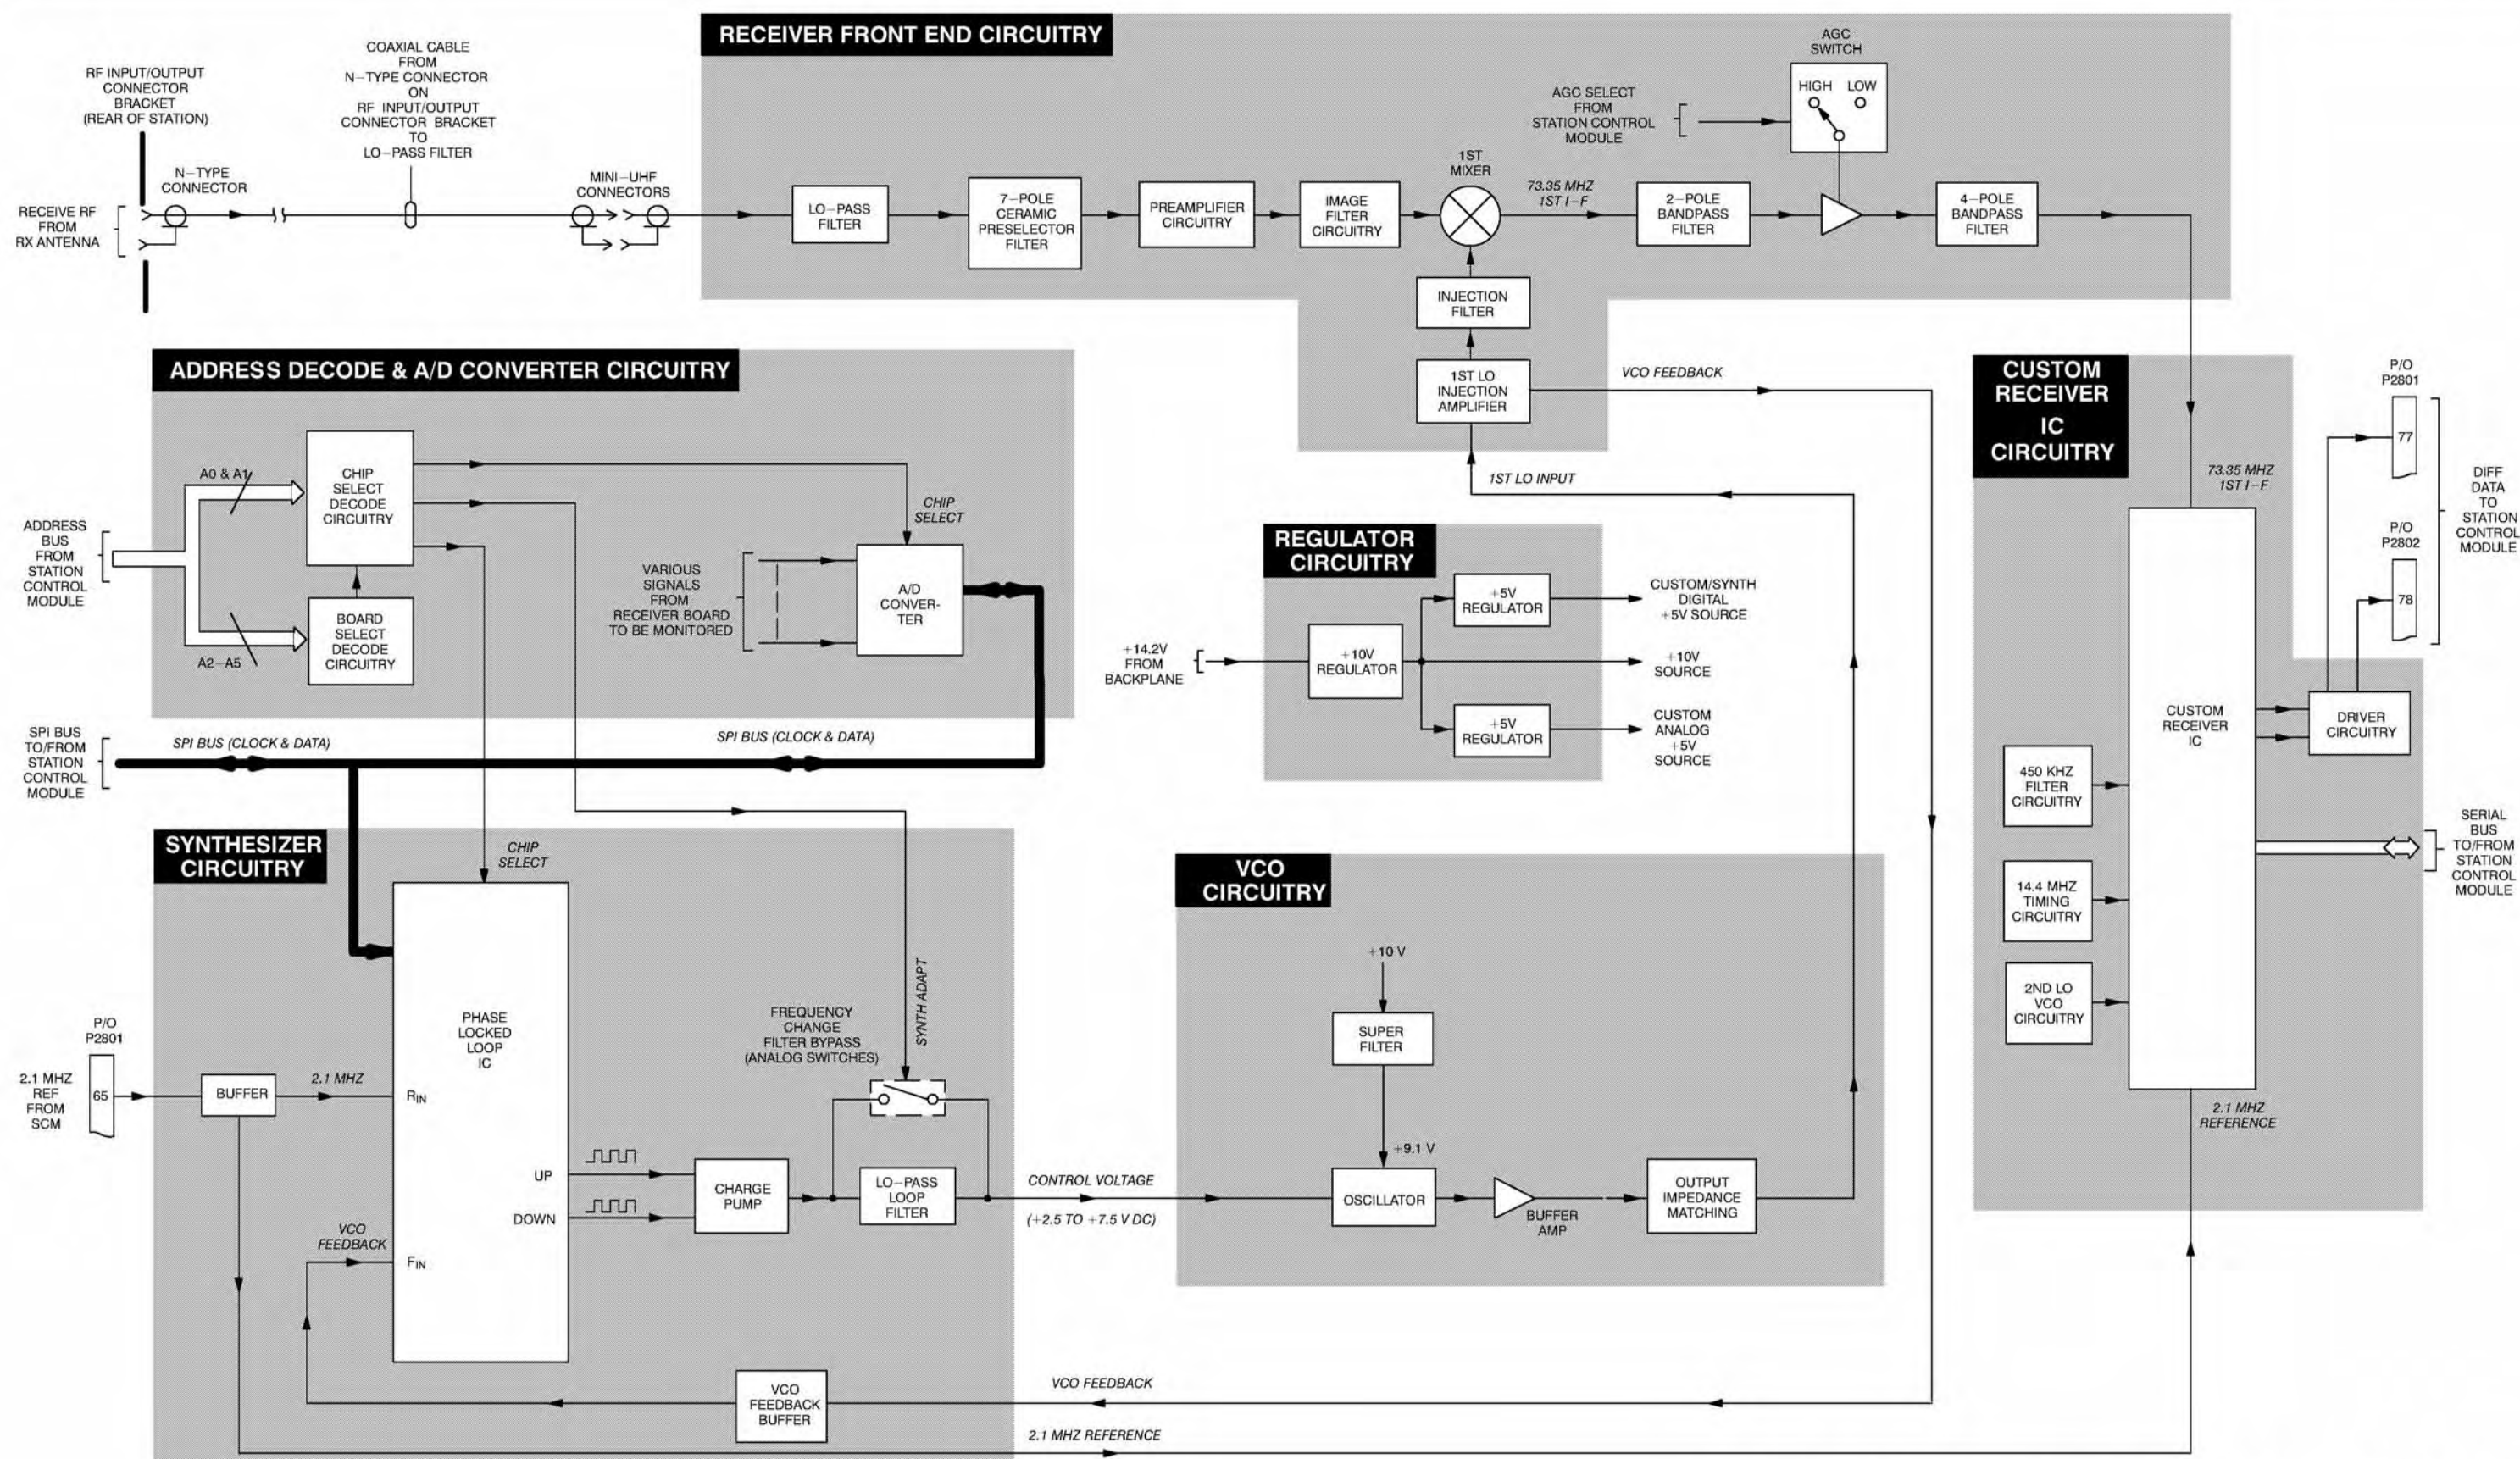 RECEIVER FRONT END CIRCUITRY
RF INPUT/OUTPUT
CONNECTOR
BRACKET
(REAR OF STATION)
COAXIAL CABLE
FROM
N-TYPE CONNECTOR
ON
RF INPUT/OUTPUT
CONNECTOR BRACKET
TO
LO-PASS FILTER
N-TYPE
CONNECTOR
MINI-UHF
CONNECTORS
RECEIVE RF
FROM
RX ANTENNA
LO-PASS
FILTER
7-POLE
CERAMIC
PRESELECTOR
FILTER
PREAMPLIFIER
CIRCUITRY
IMAGE
FILTER
CIRCUITRY
1ST
MIXER
73.35 MHZ
1ST I-F
AGC SELECT
FROM
STATION CONTROL
MODULE
AGC
SWITCH
HIGH LOW
2-POLE
BANDPASS
FILTER
4-POLE
BANDPASS
FILTER
INJECTION
FILTER
1ST LO
INJECTION
AMPLIFIER
VCO FEEDBACK
1ST LO INPUT
ADDRESS DECODE & A/D CONVERTER CIRCUITRY
ADDRESS
BUS
FROM
STATION
CONTROL
MODULE
A0 & A1
A2-A5
CHIP
SELECT
DECODE
CIRCUITRY
BOARD
SELECT
DECODE
CIRCUITRY
VARIOUS
SIGNALS
FROM
RECEIVER BOARD
TO BE MONITORED
CHIP
SELECT
A/D
CONVER-
TER
SPI BUS
TO/FROM
STATION
CONTROL
MODULE
SPI BUS (CLOCK & DATA)
SPI BUS (CLOCK & DATA)
REGULATOR
CIRCUITRY
+14.2V
FROM
BACKPLANE
+10V
REGULATOR
+5V
REGULATOR
+5V
REGULATOR
CUSTOM/SYNTH
DIGITAL
+5V SOURCE
+10V
SOURCE
CUSTOM
ANALOG
+5V
SOURCE
CUSTOM
RECEIVER
IC
CIRCUITRY
73.35 MHZ
1ST I-F
P/O
P2801
77
P/O
P2802
78
DIFF
DATA
TO
STATION
CONTROL
MODULE
CUSTOM
RECEIVER
IC
DRIVER
CIRCUITRY
450 KHZ
FILTER
CIRCUITRY
14.4 MHZ
TIMING
CIRCUITRY
2ND LO
VCO
CIRCUITRY
SERIAL
BUS
TO/FROM
STATION
CONTROL
MODULE
2.1 MHZ
REFERENCE
SYNTHESIZER
CIRCUITRY
CHIP
SELECT
P/O
P2801
2.1 MHZ
REF
FROM
SCM
65
BUFFER
2.1 MHZ
RIN
PHASE
LOCKED
LOOP
IC
UP
DOWN
VCO
FEEDBACK
FIN
CHARGE
PUMP
FREQUENCY
CHANGE
FILTER BYPASS
(ANALOG SWITCHES)
SYNTH ADAPT
LO-PASS
LOOP
FILTER
CONTROL VOLTAGE
(+2.5 TO +7.5 V DC)
VCO
FEEDBACK
BUFFER
VCO FEEDBACK
2.1 MHZ REFERENCE
VCO
CIRCUITRY
+10 V
SUPER
FILTER
+9.1 V
OSCILLATOR
BUFFER
AMP
OUTPUT
IMPEDANCE
MATCHING